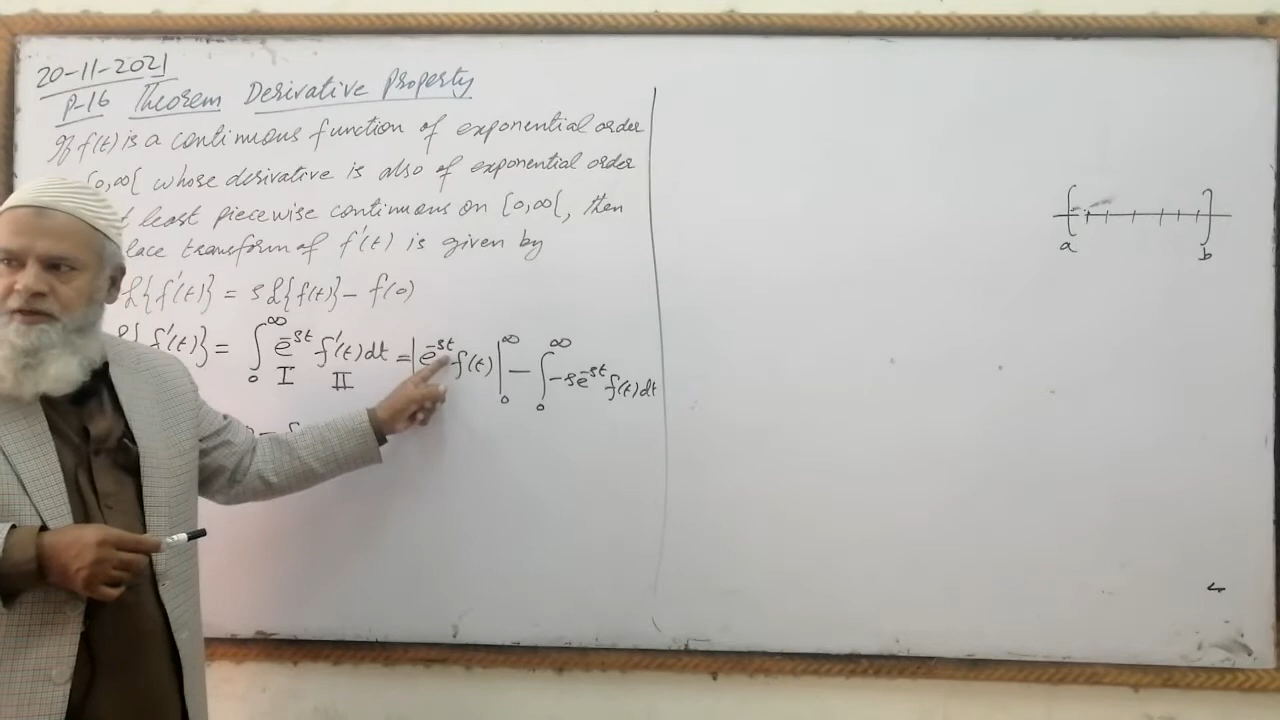 20-11-2021
P-16 Theorem Derivative Property
If f(t) is a continuous function of exponential order
[0,∞[ whose derivative is also of exponential order
t least piecewise continuous on [0,∞[, then
lace transform of f'(t) is given by
ℒ{f'(t)} = sℒ{f(t)} - f(0)
ℒ{f'(t)} = ∫₀^∞ e^-st f'(t)dt = |e^-st f(t)|₀^∞ - ∫₀^∞ -se^-st f(t)dt
I II
[ ]
a b